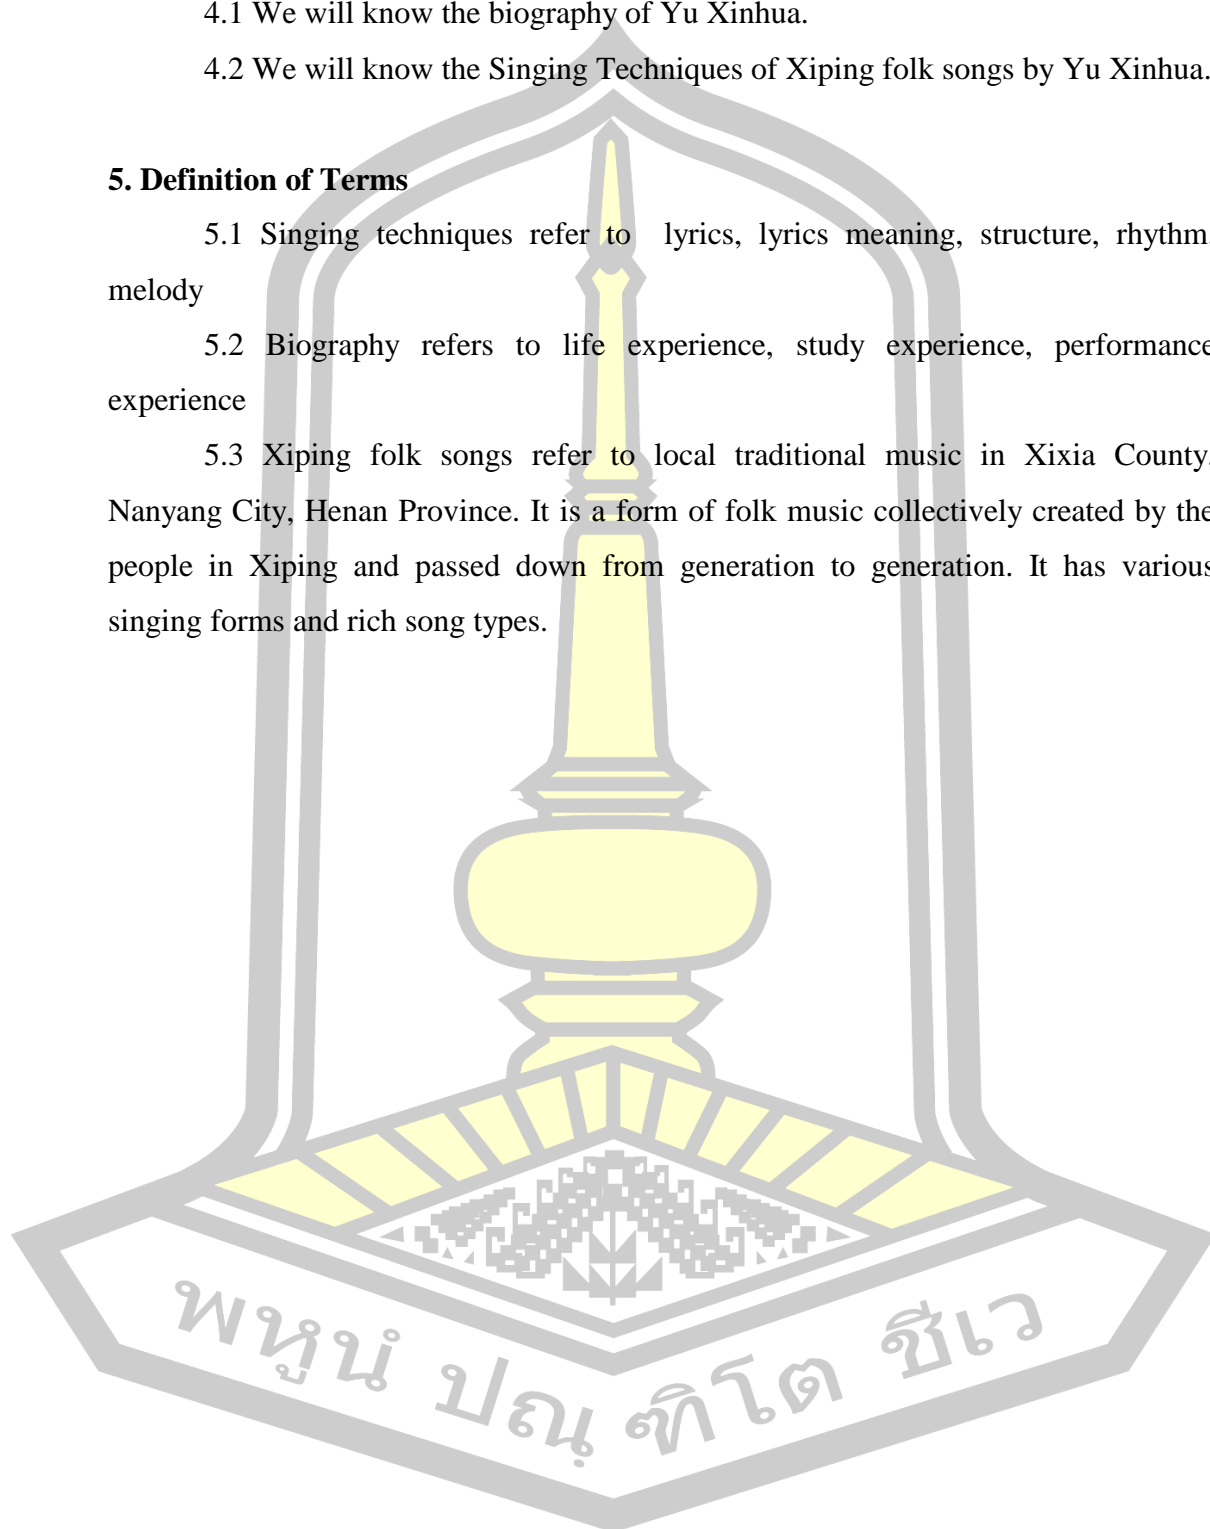 4.1 We will know the biography of Yu Xinhua.
4.2 We will know the Singing Techniques of Xiping folk songs by Yu Xinhua.
5. Definition of Terms
5.1 Singing techniques refer to lyrics, lyrics meaning, structure, rhythm,
melody
5.2 Biography refers to life experience, study experience, performance
experience
5.3 Xiping folk songs refer to local traditional music in Xixia County,
Nanyang City, Henan Province. It is a form of folk music collectively created by the
people in Xiping and passed down from generation to generation. It has various
singing forms and rich song types.
พหูนํ ปณฺฑิโต ชีเว